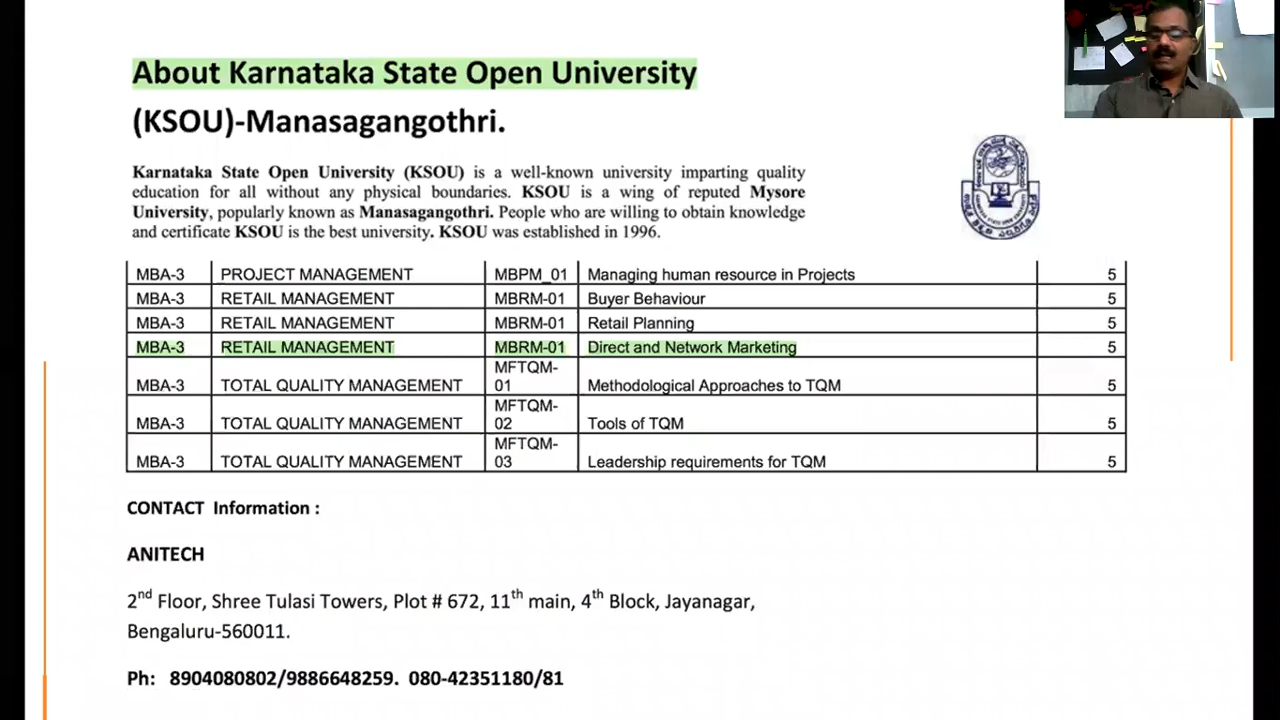 About Karnataka State Open University
(KSOU)-Manasagangothri.
Karnataka State Open University (KSOU) is a well-known university imparting quality
education for all without any physical boundaries. KSOU is a wing of reputed Mysore
University, popularly known as Manasagangothri. People who are willing to obtain knowledge
and certificate KSOU is the best university. KSOU was established in 1996.
MBA-3 PROJECT MANAGEMENT MBPM_01 Managing human resource in Projects 5
MBA-3 RETAIL MANAGEMENT MBRM-01 Buyer Behaviour 5
MBA-3 RETAIL MANAGEMENT MBRM-01 Retail Planning 5
MBA-3 RETAIL MANAGEMENT MBRM-01 Direct and Network Marketing 5
MBA-3 TOTAL QUALITY MANAGEMENT MFTQM-01 Methodological Approaches to TQM 5
MBA-3 TOTAL QUALITY MANAGEMENT MFTQM-02 Tools of TQM 5
MBA-3 TOTAL QUALITY MANAGEMENT MFTQM-03 Leadership requirements for TQM 5
CONTACT Information :
ANITECH
2nd Floor, Shree Tulasi Towers, Plot # 672, 11th main, 4th Block, Jayanagar,
Bengaluru-560011.
Ph: 8904080802/9886648259. 080-42351180/81